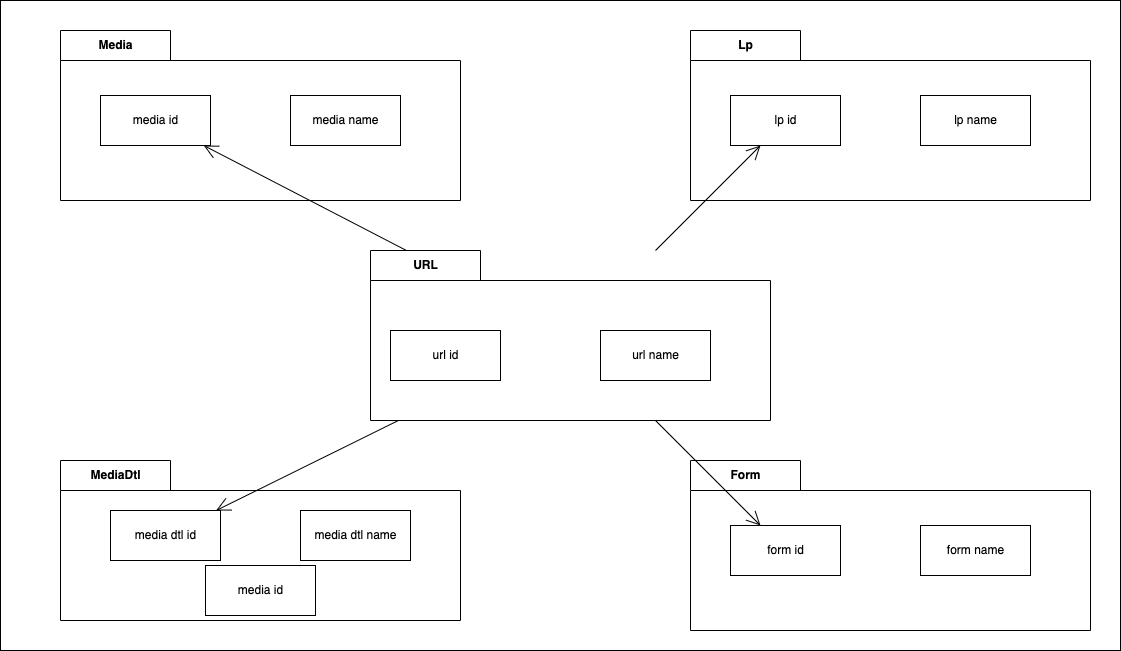 Media
media id
media name
Lp
lp id
lp name
URL
url id
url name
MediaDtl
media dtl id
media dtl name
media id
Form
form id
form name